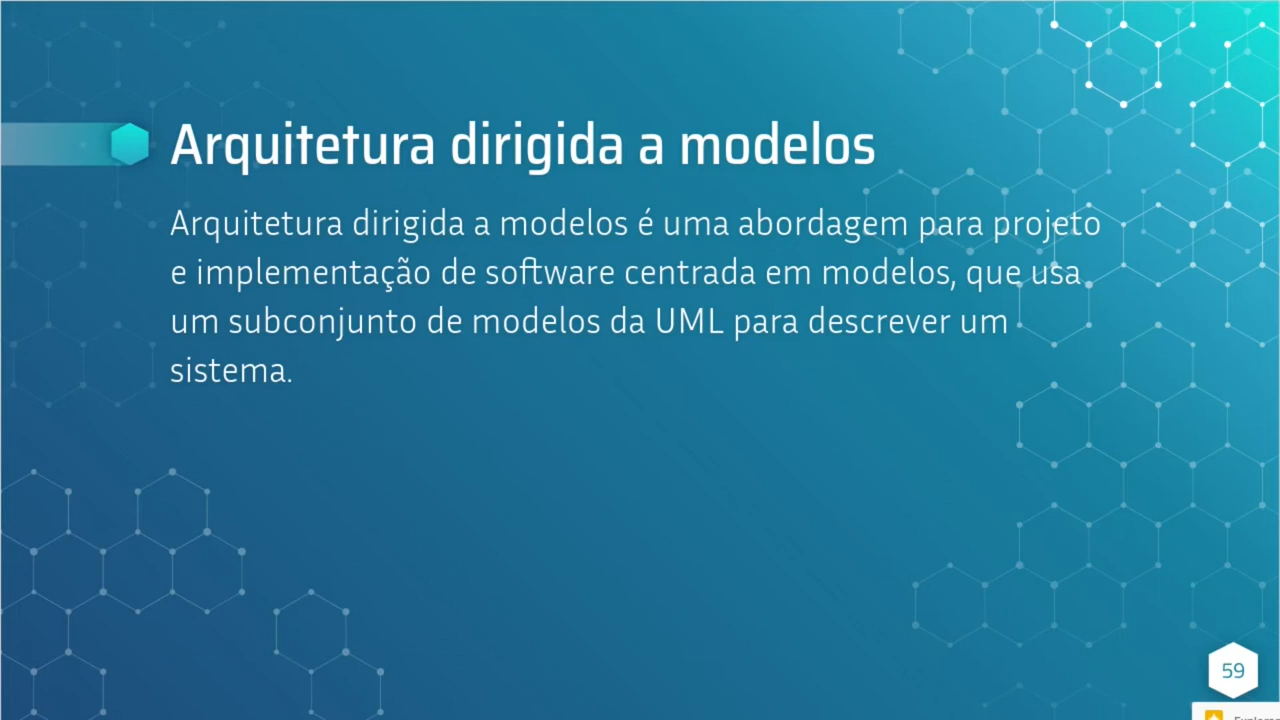 Arquitetura dirigida a modelos
Arquitetura dirigida a modelos é uma abordagem para projeto
e implementação de software centrada em modelos, que usa
um subconjunto de modelos da UML para descrever um
sistema.
59